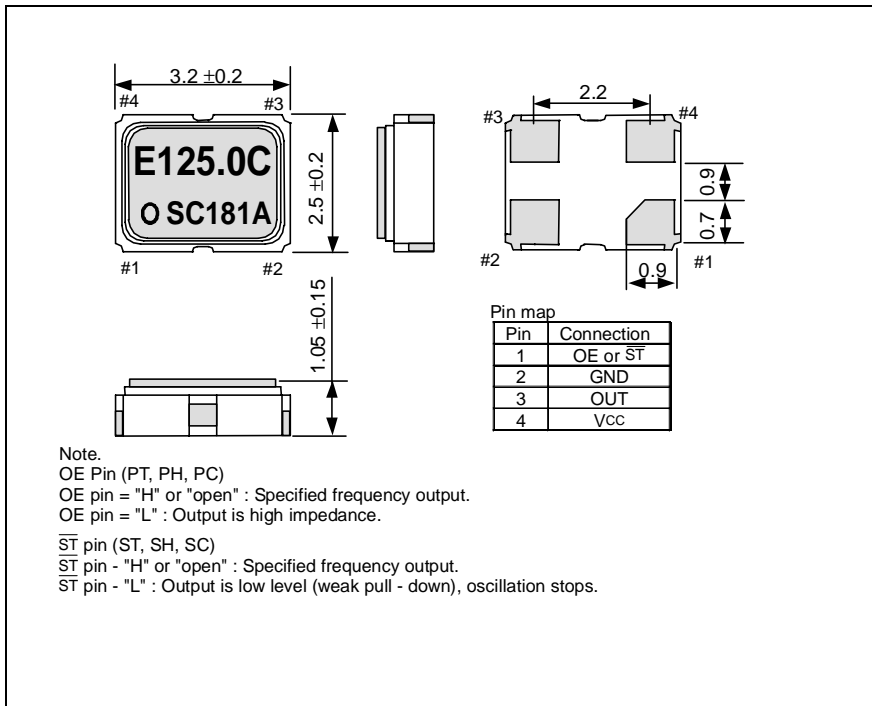 3.2 ±0.2
#4
#3
E125.0C
O SC181A
#1
#2
2.5 ±0.2
2.2
#3
#4
0.9
0.7
#2
#1
0.9
1.05 ±0.15
Pin map
Pin Connection
1 OE or S̅T̅
2 GND
3 OUT
4 VCC
Note.
OE Pin (PT, PH, PC)
OE pin = "H" or "open" : Specified frequency output.
OE pin = "L" : Output is high impedance.
S̅T̅ pin (ST, SH, SC)
S̅T̅ pin - "H" or "open" : Specified frequency output.
S̅T̅ pin - "L" : Output is low level (weak pull - down), oscillation stops.